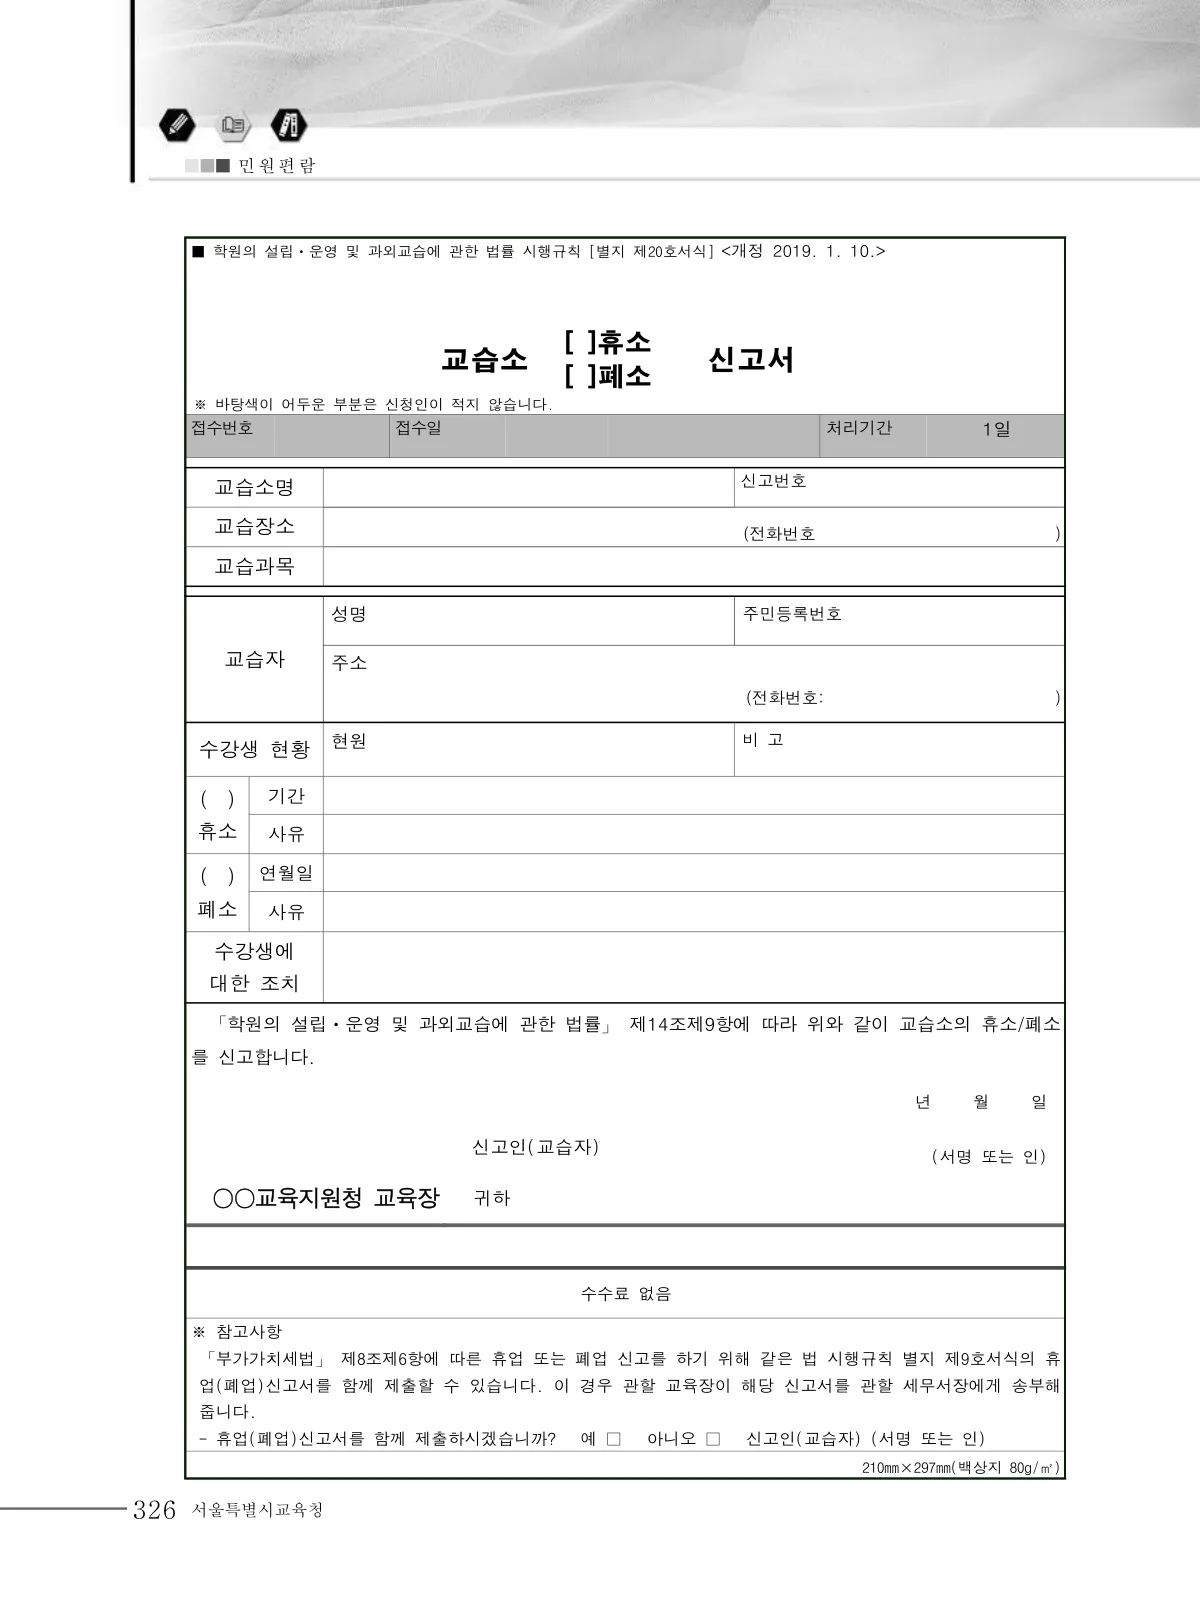 민원편람
■ 학원의 설립·운영 및 과외교습에 관한 법률 시행규칙 [별지 제20호서식] <개정 2019. 1. 10.>
[ ]휴소
교습소 신고서
[ ]폐소
※ 바탕색이 어두운 부분은 신청인이 적지 않습니다.
접수번호 접수일 처리기간 1일
교습소명 신고번호
교습장소 (전화번호 )
교습과목
성명 주민등록번호
교습자
주소
(전화번호: )
수강생 현황 현원 비 고
( ) 기간
휴소 사유
( ) 연월일
폐소 사유
수강생에
대한 조치
「학원의 설립·운영 및 과외교습에 관한 법률」 제14조제9항에 따라 위와 같이 교습소의 휴소/폐소
를 신고합니다.
년 월 일
신고인(교습자) (서명 또는 인)
○○교육지원청 교육장 귀하
수수료 없음
※ 참고사항
「부가가치세법」 제8조제6항에 따른 휴업 또는 폐업 신고를 하기 위해 같은 법 시행규칙 별지 제9호서식의 휴
업(폐업)신고서를 함께 제출할 수 있습니다. 이 경우 관할 교육장이 해당 신고서를 관할 세무서장에게 송부해
줍니다.
- 휴업(폐업)신고서를 함께 제출하시겠습니까? 예 □ 아니오 □ 신고인(교습자) (서명 또는 인)
210㎜×297㎜(백상지 80g/㎡)
326 서울특별시교육청